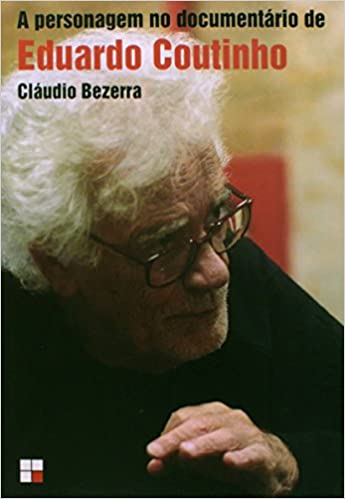 A personagem no documentário de
Eduardo Coutinho
Cláudio Bezerra